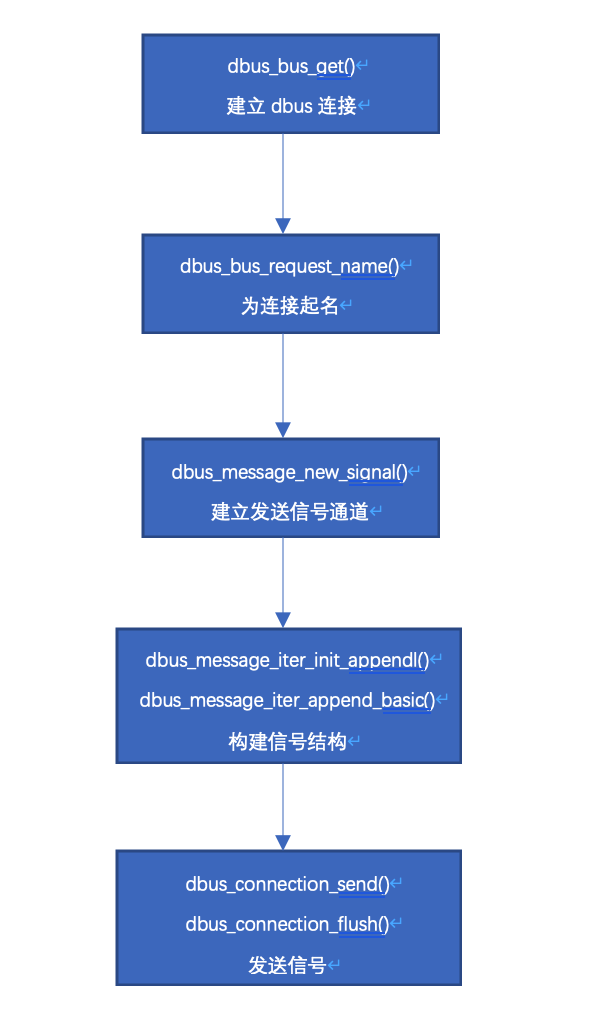 dbus_bus_get()↵
建立 dbus 连接↵
dbus_bus_request_name()↵
为连接起名↵
dbus_message_new_signal()↵
建立发送信号通道↵
dbus_message_iter_init_appendl()↵
dbus_message_iter_append_basic()↵
构建信号结构↵
dbus_connection_send()↵
dbus_connection_flush()↵
发送信号↵